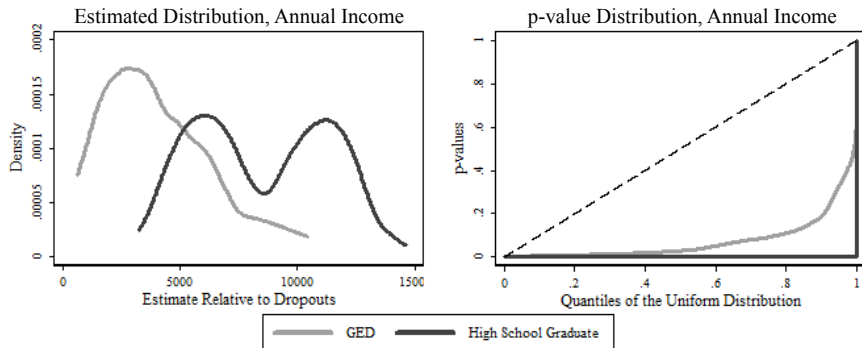 Estimated Distribution, Annual Income
Density
0
.00005
.0001
.00015
.0002
0
5000
10000
1500
Estimate Relative to Dropouts
p-value Distribution, Annual Income
p-values
0
.2
.4
.6
.8
1
0
.2
.4
.6
.8
1
Quantiles of the Uniform Distribution
GED
High School Graduate